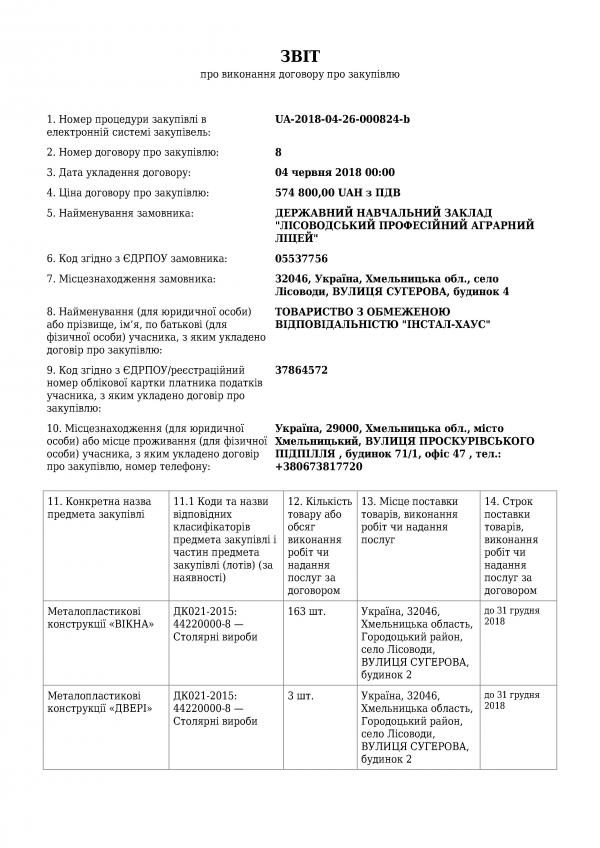 ЗВІТ
про виконання договору про закупівлю
1. Номер процедури закупівлі в
електронній системі закупівель:
UA-2018-04-26-000824-b
2. Номер договору про закупівлю:
8
3. Дата укладення договору:
04 червня 2018 00:00
4. Ціна договору про закупівлю:
574 800,00 UAH з ПДВ
5. Найменування замовника:
ДЕРЖАВНИЙ НАВЧАЛЬНИЙ ЗАКЛАД
"ЛІСОВОДСЬКИЙ ПРОФЕСІЙНИЙ АГРАРНИЙ
ЛІЦЕЙ"
6. Код згідно з ЄДРПОУ замовника:
05537756
7. Місцезнаходження замовника:
32046, Україна, Хмельницька обл., село
Лісоводи, ВУЛИЦЯ СУГЕРОВА, будинок 4
8. Найменування (для юридичної особи)
або прізвище, ім’я, по батькові (для
фізичної особи) учасника, з яким укладено
договір про закупівлю:
ТОВАРИСТВО З ОБМЕЖЕНОЮ
ВІДПОВІДАЛЬНІСТЮ "ІНСТАЛ-ХАУС"
9. Код згідно з ЄДРПОУ/реєстраційний
номер облікової картки платника податків
учасника, з яким укладено договір про
закупівлю:
37864572
10. Місцезнаходження (для юридичної
особи) або місце проживання (для фізичної
особи) учасника, з яким укладено договір
про закупівлю, номер телефону:
Україна, 29000, Хмельницька обл., місто
Хмельницький, ВУЛИЦЯ ПРОСКУРІВСЬКОГО
ПІДПІЛЛЯ , будинок 71/1, офіс 47 , тел.:
+380673817720
11. Конкретна назва
предмета закупівлі
11.1 Коди та назви
відповідних
класифікаторів
предмета закупівлі і
частин предмета
закупівлі (лотів) (за
наявності)
12. Кількість
товару або
обсяг
виконання
робіт чи
надання
послуг за
договором
13. Місце поставки
товарів, виконання
робіт чи надання
послуг
14. Строк
поставки
товарів,
виконання
робіт чи
надання
послуг за
договором
Металопластикові
конструкції «ВІКНА»
ДК021-2015:
44220000-8 —
Столярні вироби
163 шт.
Україна, 32046,
Хмельницька область,
Городоцький район,
село Лісоводи,
ВУЛИЦЯ СУГЕРОВА,
будинок 2
до 31 грудня
2018
Металопластикові
конструкції «ДВЕРІ»
ДК021-2015:
44220000-8 —
Столярні вироби
3 шт.
Україна, 32046,
Хмельницька область,
Городоцький район,
село Лісоводи,
ВУЛИЦЯ СУГЕРОВА,
будинок 2
до 31 грудня
2018